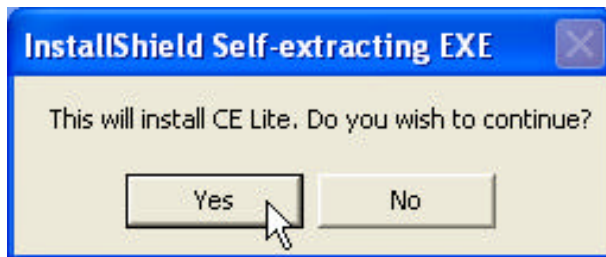 InstallShield Self-extracting EXE
This will install CE Lite. Do you wish to continue?
Yes
No